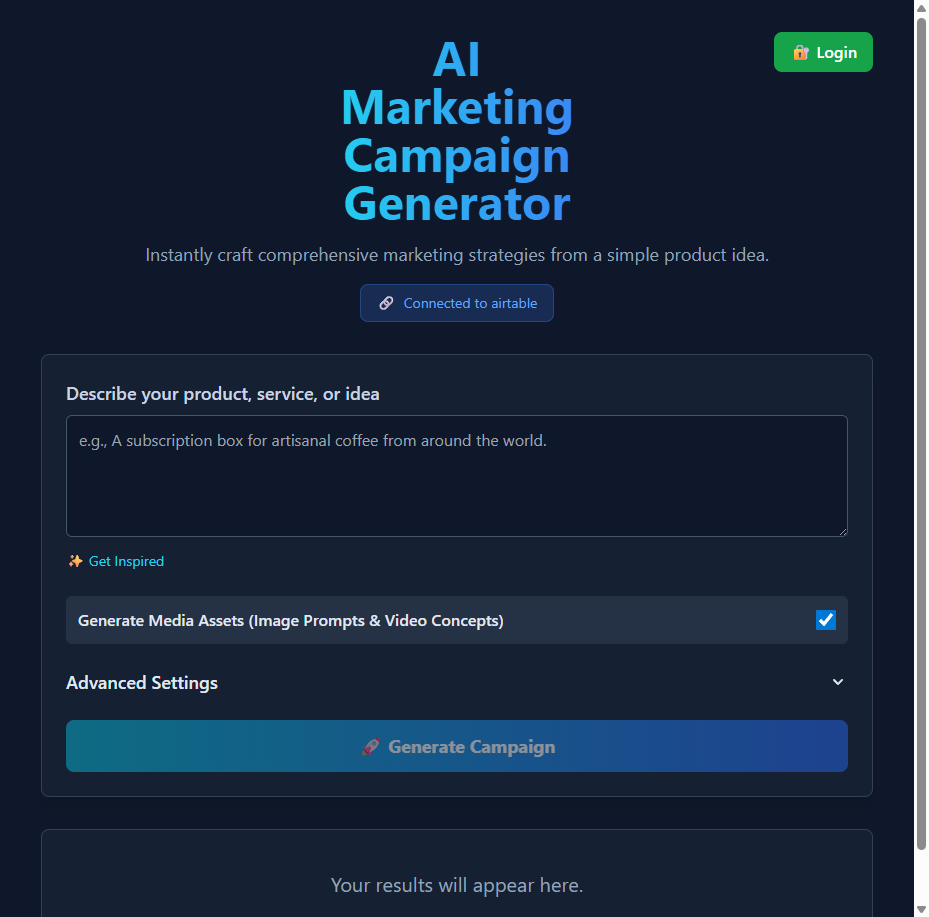 🔐 Login
AI
Marketing
Campaign
Generator
Instantly craft comprehensive marketing strategies from a simple product idea.
🔗 Connected to airtable
Describe your product, service, or idea
e.g., A subscription box for artisanal coffee from around the world.
✨ Get Inspired
Generate Media Assets (Image Prompts & Video Concepts)
Advanced Settings
🚀 Generate Campaign
Your results will appear here.